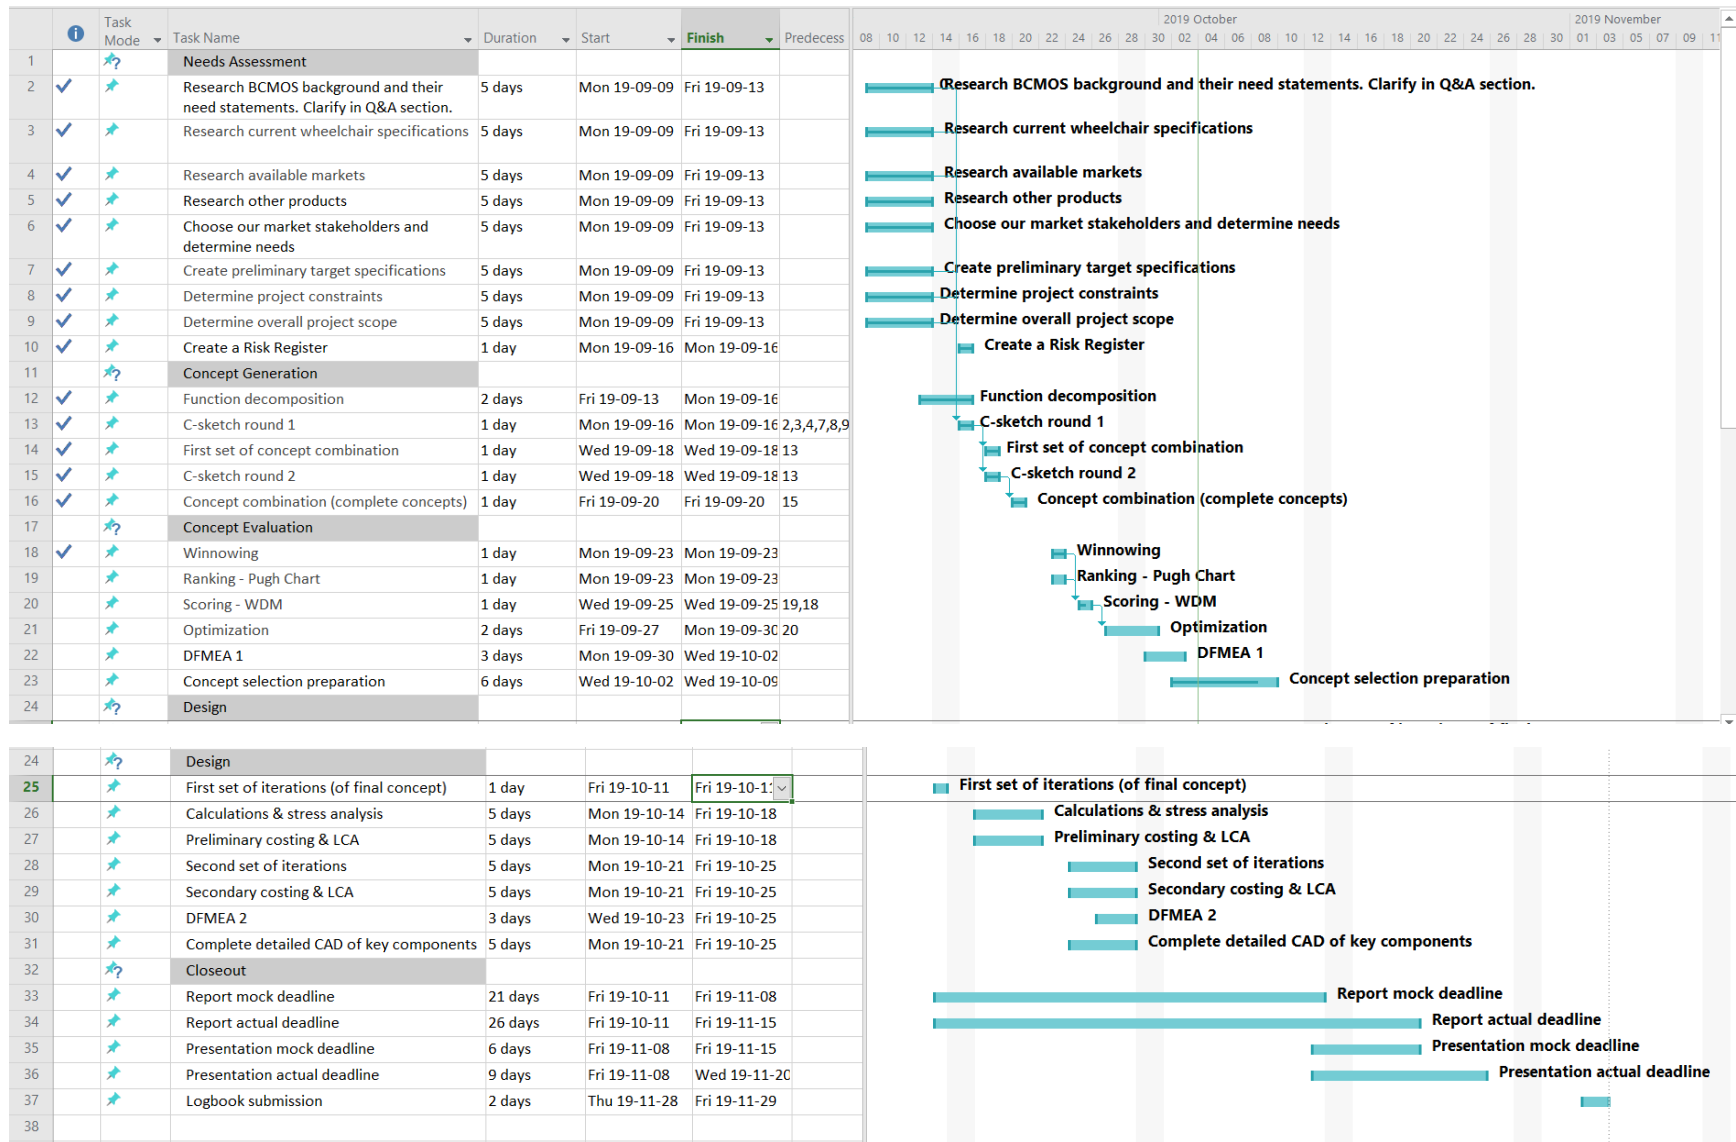 Task
Mode Task Name Duration Start Finish Predecess
2019 October 2019 November
08 10 12 14 16 18 20 22 24 26 28 30 02 04 06 08 10 12 14 16 18 20 22 24 26 28 30 01 03 05 07 09 11
1 Needs Assessment
2 Research BCMOS background and their 5 days Mon 19-09-09 Fri 19-09-13
need statements. Clarify in Q&A section.
Research BCMOS background and their need statements. Clarify in Q&A section.
3 Research current wheelchair specifications 5 days Mon 19-09-09 Fri 19-09-13 Research current wheelchair specifications
4 Research available markets 5 days Mon 19-09-09 Fri 19-09-13 Research available markets
5 Research other products 5 days Mon 19-09-09 Fri 19-09-13 Research other products
6 Choose our market stakeholders and 5 days Mon 19-09-09 Fri 19-09-13 Choose our market stakeholders and determine needs
determine needs
7 Create preliminary target specifications 5 days Mon 19-09-09 Fri 19-09-13 Create preliminary target specifications
8 Determine project constraints 5 days Mon 19-09-09 Fri 19-09-13 Determine project constraints
9 Determine overall project scope 5 days Mon 19-09-09 Fri 19-09-13 Determine overall project scope
10 Create a Risk Register 1 day Mon 19-09-16 Mon 19-09-16 Create a Risk Register
11 Concept Generation
12 Function decomposition 2 days Fri 19-09-13 Mon 19-09-16 Function decomposition
13 C-sketch round 1 1 day Mon 19-09-16 Mon 19-09-16 2,3,4,7,8,9 C-sketch round 1
14 First set of concept combination 1 day Wed 19-09-18 Wed 19-09-18 13 First set of concept combination
15 C-sketch round 2 1 day Wed 19-09-18 Wed 19-09-18 13 C-sketch round 2
16 Concept combination (complete concepts) 1 day Fri 19-09-20 Fri 19-09-20 15 Concept combination (complete concepts)
17 Concept Evaluation
18 Winnowing 1 day Mon 19-09-23 Mon 19-09-23 Winnowing
19 Ranking - Pugh Chart 1 day Mon 19-09-23 Mon 19-09-23 Ranking - Pugh Chart
20 Scoring - WDM 1 day Wed 19-09-25 Wed 19-09-25 19,18 Scoring - WDM
21 Optimization 2 days Fri 19-09-27 Mon 19-09-30 20 Optimization
22 DFMEA 1 3 days Mon 19-09-30 Wed 19-10-02 DFMEA 1
23 Concept selection preparation 6 days Wed 19-10-02 Wed 19-10-09 Concept selection preparation
24 Design
24 Design
25 First set of iterations (of final concept) 1 day Fri 19-10-11 Fri 19-10-11 First set of iterations (of final concept)
26 Calculations & stress analysis 5 days Mon 19-10-14 Fri 19-10-18 Calculations & stress analysis
27 Preliminary costing & LCA 5 days Mon 19-10-14 Fri 19-10-18 Preliminary costing & LCA
28 Second set of iterations 5 days Mon 19-10-21 Fri 19-10-25 Second set of iterations
29 Secondary costing & LCA 5 days Mon 19-10-21 Fri 19-10-25 Secondary costing & LCA
30 DFMEA 2 3 days Wed 19-10-23 Fri 19-10-25 DFMEA 2
31 Complete detailed CAD of key components 5 days Mon 19-10-21 Fri 19-10-25 Complete detailed CAD of key components
32 Closeout
33 Report mock deadline 21 days Fri 19-10-11 Fri 19-11-08 Report mock deadline
34 Report actual deadline 26 days Fri 19-10-11 Fri 19-11-15 Report actual deadline
35 Presentation mock deadline 6 days Fri 19-11-08 Fri 19-11-15 Presentation mock deadline
36 Presentation actual deadline 9 days Fri 19-11-08 Wed 19-11-20 Presentation actual deadline
37 Logbook submission 2 days Thu 19-11-28 Fri 19-11-29
38